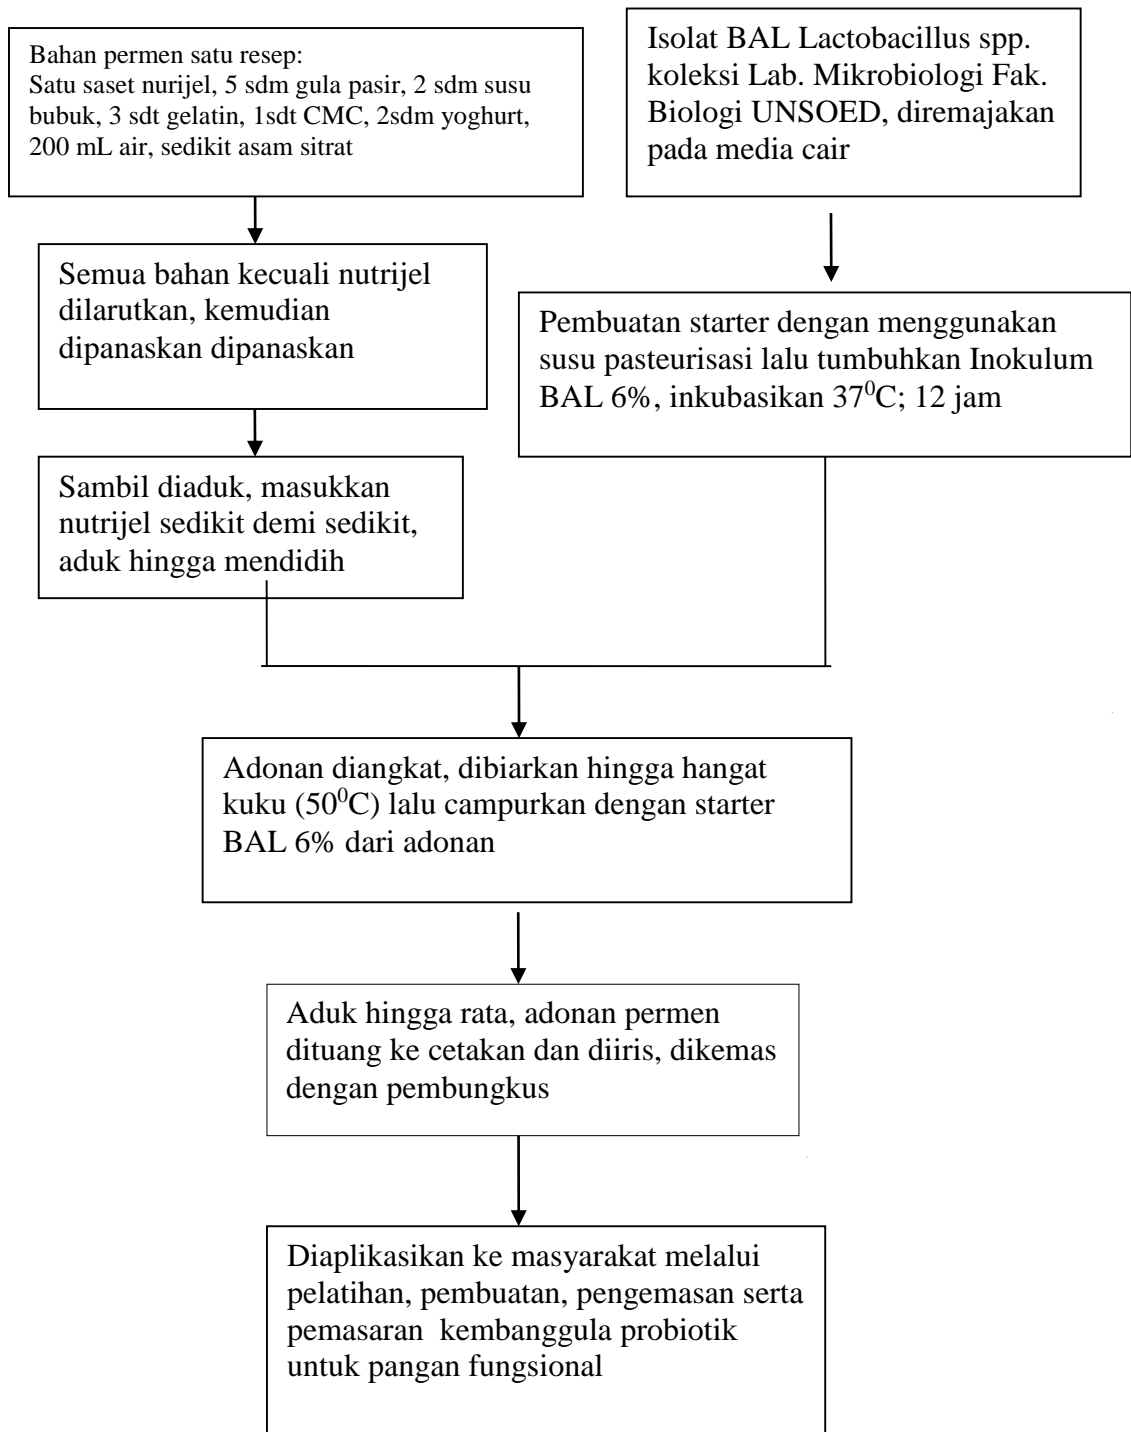 Bahan permen satu resep:
Satu saset nurijel, 5 sdm gula pasir, 2 sdm susu
bubuk, 3 sdt gelatin, 1sdt CMC, 2sdm yoghurt,
200 mL air, sedikit asam sitrat
Isolat BAL Lactobacillus spp.
koleksi Lab. Mikrobiologi Fak.
Biologi UNSOED, diremajakan
pada media cair
Semua bahan kecuali nutrijel
dilarutkan, kemudian
dipanaskan dipanaskan
Pembuatan starter dengan menggunakan
susu pasteurisasi lalu tumbuhkan Inokulum
BAL 6%, inkubasikan 37⁰C; 12 jam
Sambil diaduk, masukkan
nutrijel sedikit demi sedikit,
aduk hingga mendidih
Adonan diangkat, dibiarkan hingga hangat
kuku (50⁰C) lalu campurkan dengan starter
BAL 6% dari adonan
Aduk hingga rata, adonan permen
dituang ke cetakan dan diiris, dikemas
dengan pembungkus
Diaplikasikan ke masyarakat melalui
pelatihan, pembuatan, pengemasan serta
pemasaran  kembanggula probiotik
untuk pangan fungsional